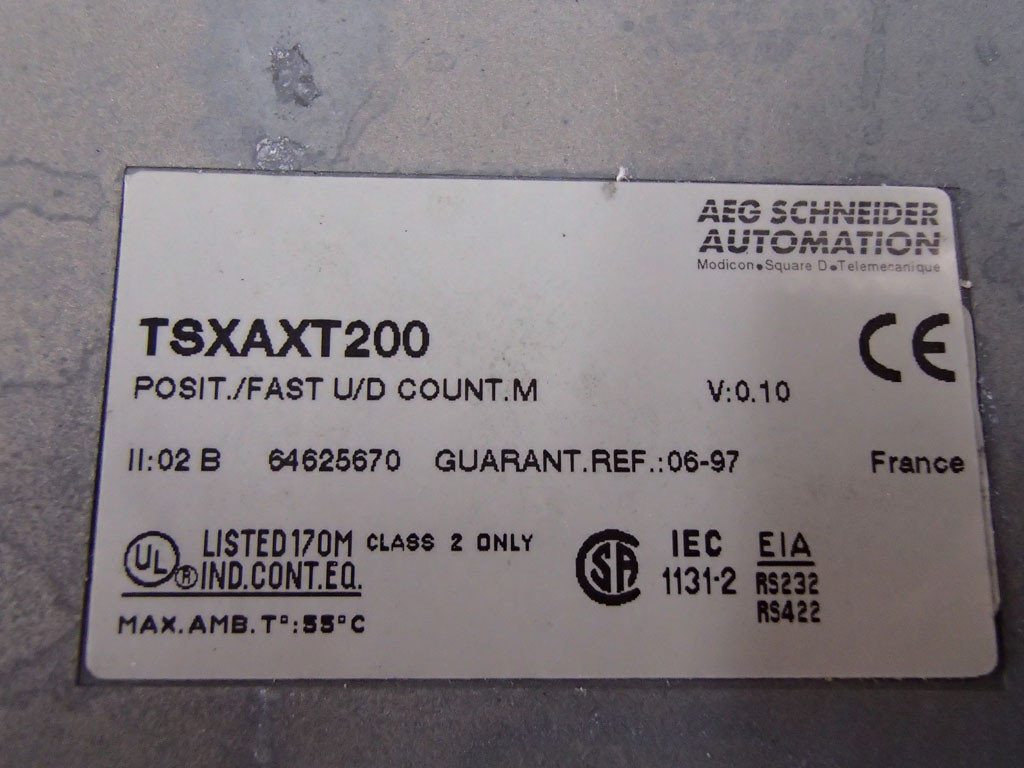 AEG SCHNEIDER
AUTOMATION
Modicon•Square D•Telemecanique
TSXAXT200
CE
POSIT./FAST U/D COUNT.M V:0.10
II:02 B 64625670 GUARANT.REF.:06-97 France
UL ® LISTED 170M CLASS 2 ONLY
IND.CONT.EQ.
MAX.AMB.T°:55°C
CSA
IEC
1131-2
EIA
RS232
RS422